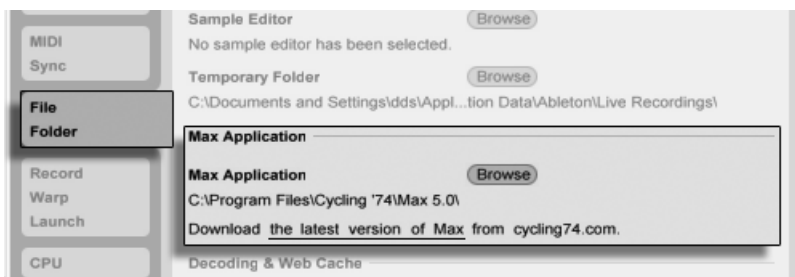 MIDI
Sync
File
Folder
Record
Warp
Launch
CPU
Sample Editor Browse
No sample editor has been selected.
Temporary Folder Browse
C:\Documents and Settings\dds\Appl...tion Data\Ableton\Live Recordings\
Max Application
Max Application Browse
C:\Program Files\Cycling '74\Max 5.0\
Download the latest version of Max from cycling74.com.
Decoding & Web Cache